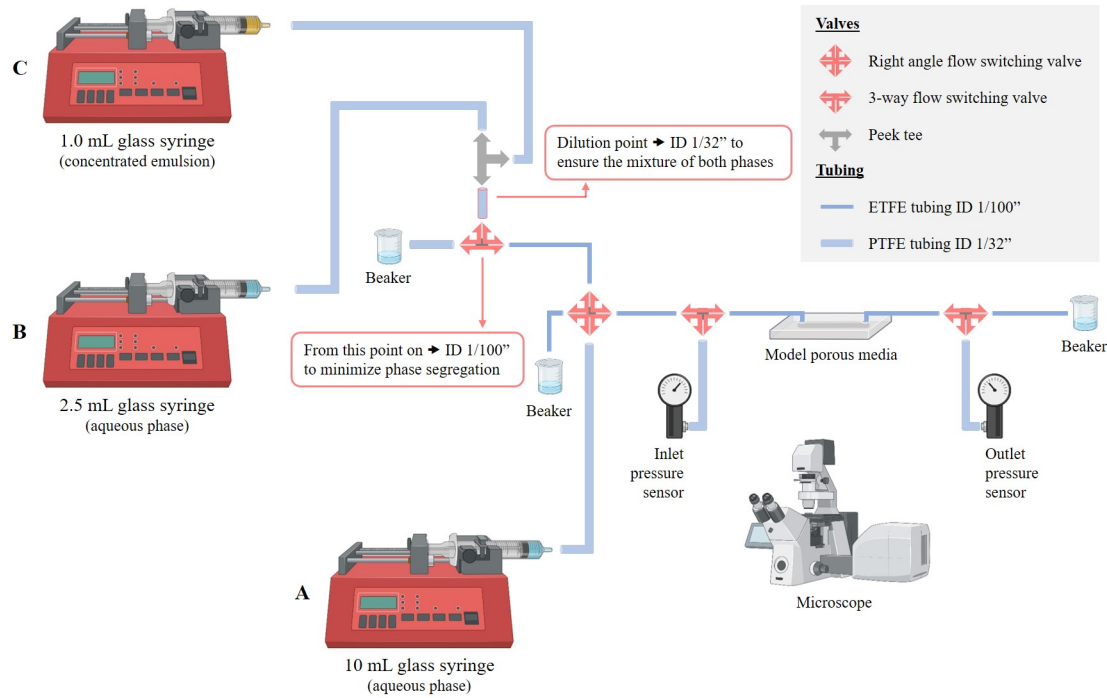 C
1.0 mL glass syringe
(concentrated emulsion)
B
2.5 mL glass syringe
(aqueous phase)
A
10 mL glass syringe
(aqueous phase)
Dilution point ➔ ID 1/32” to
ensure the mixture of both phases
Beaker
From this point on ➔ ID 1/100”
to minimize phase segregation
Beaker
Model porous media
Beaker
Inlet
pressure
sensor
Outlet
pressure
sensor
Microscope
Valves
Right angle flow switching valve
3-way flow switching valve
Peek tee
Tubing
ETFE tubing ID 1/100”
PTFE tubing ID 1/32”